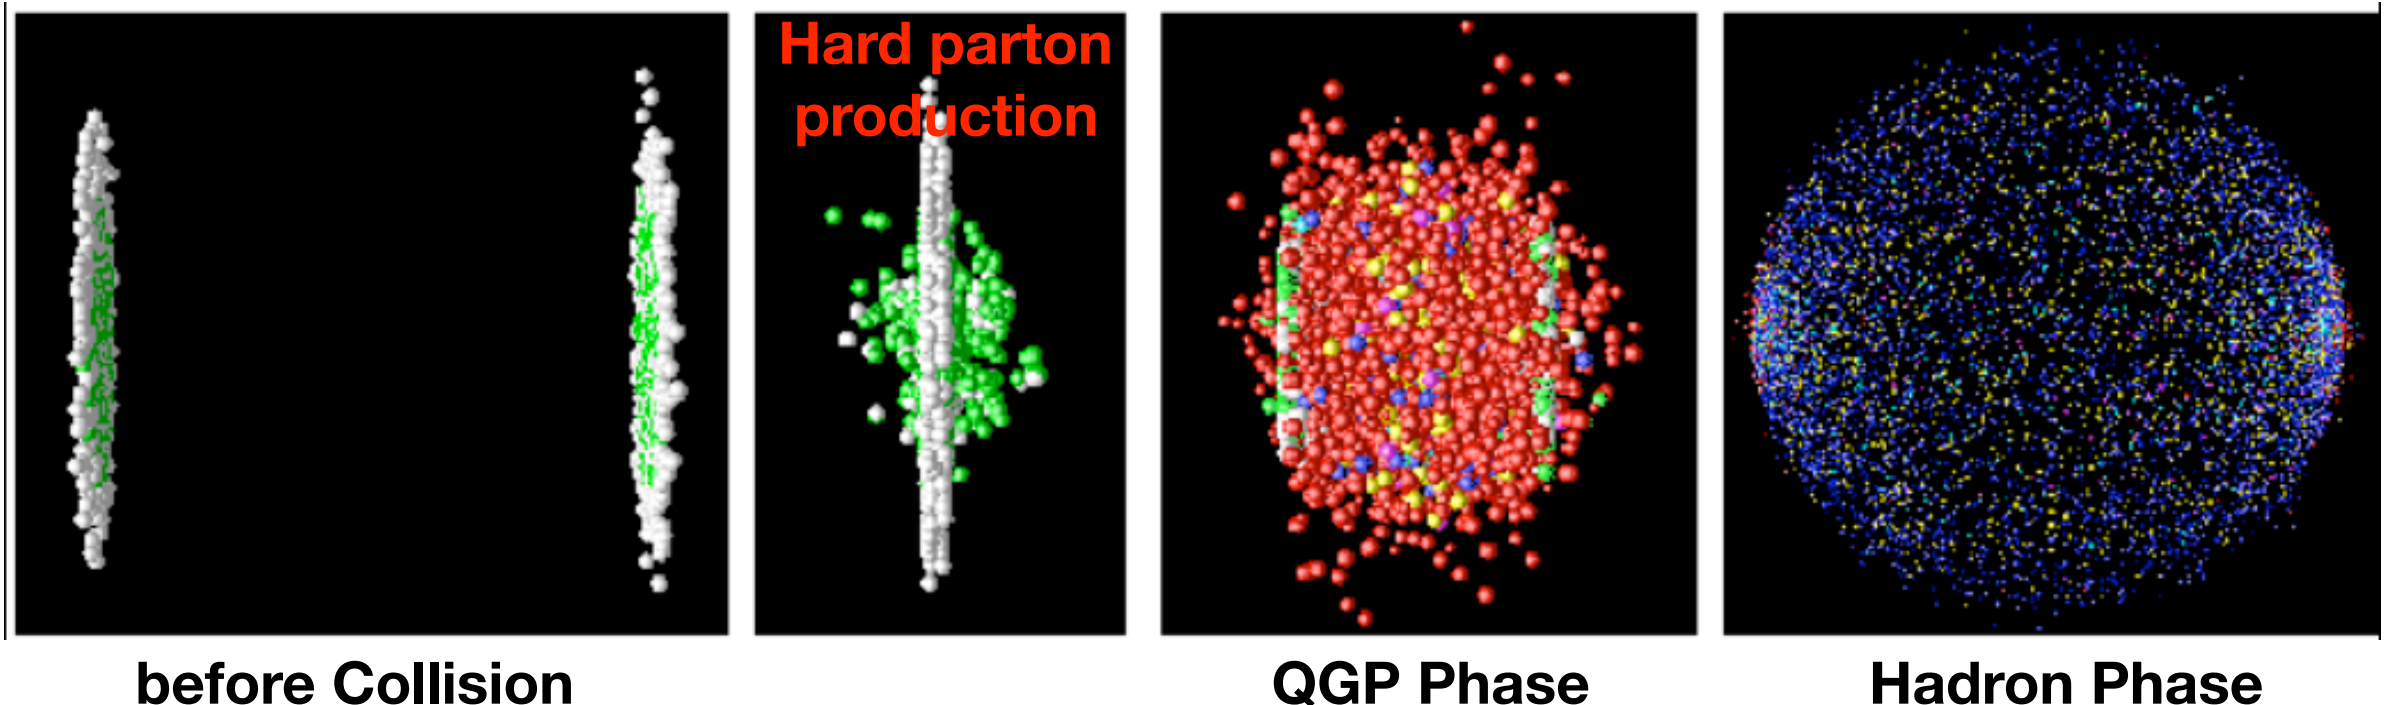 Hard parton
production
before Collision
QGP Phase
Hadron Phase